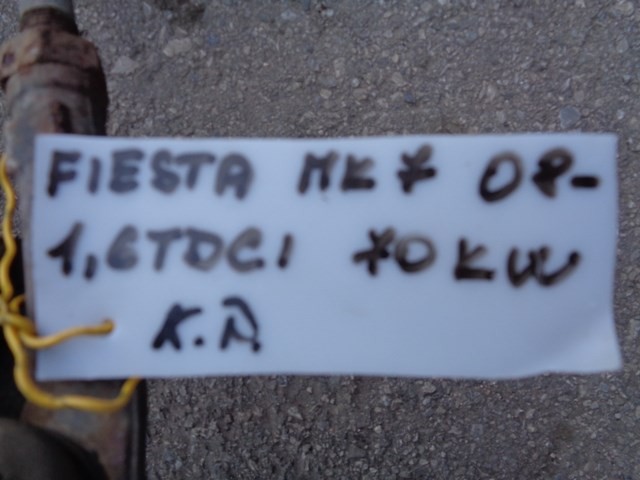 FIESTA MK7 08-
1,6TDCI 70KW
K.D.